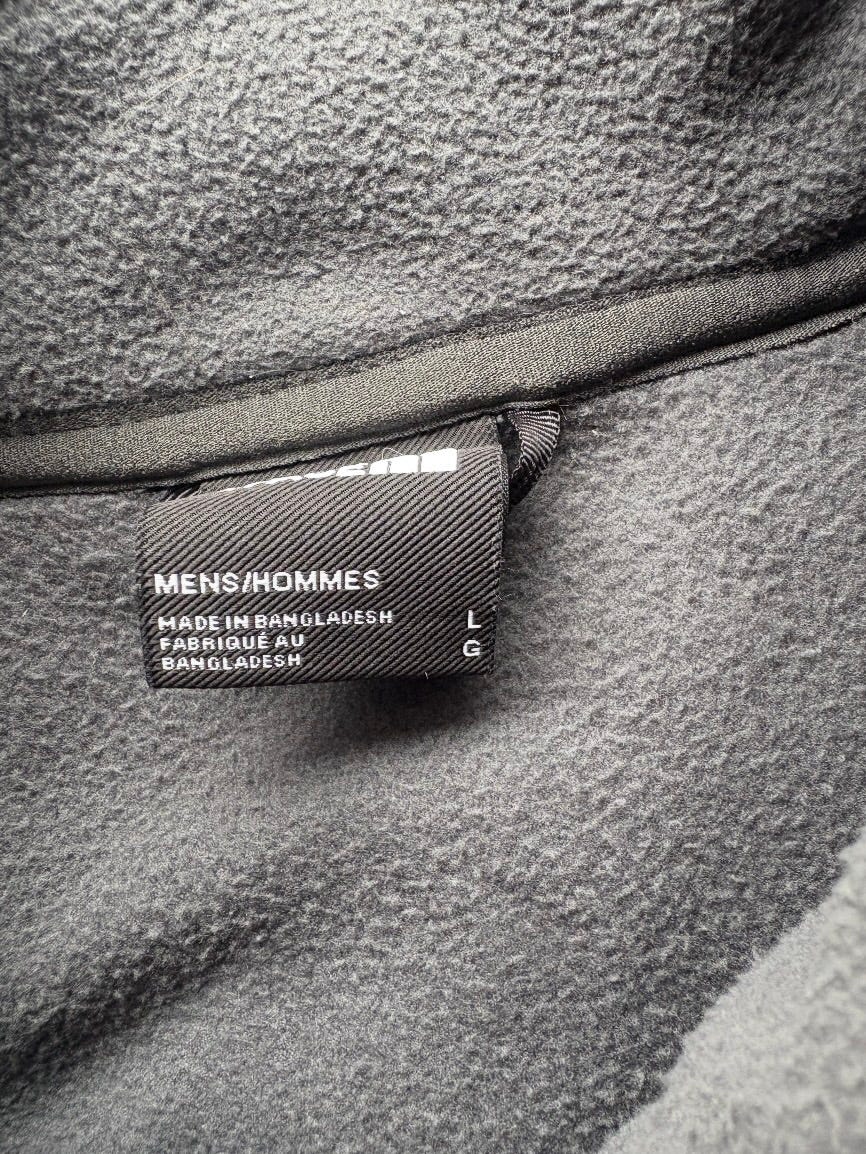 MENS/HOMMES
MADE IN BANGLADESH
FABRIQUÉ AU
BANGLADESH
L
G